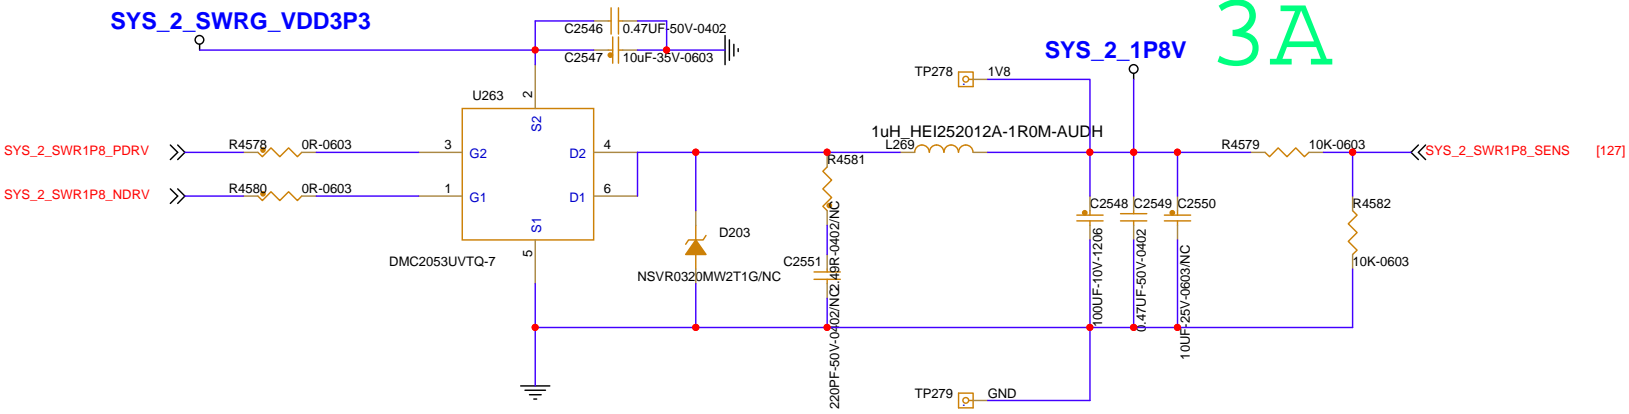 3A
SYS_2_SWRG_VDD3P3
C2546 0.47UF-50V-0402
C2547 10uF-35V-0603
SYS_2_1P8V
TP278 1V8
U263
2
S2
1uH_HEI252012A-1R0M-AUDH
L269
SYS_2_SWR1P8_PDRV R4578 0R-0603 3 G2 D2 4
R4581
R4579 10K-0603 SYS_2_SWR1P8_SENS [127]
SYS_2_SWR1P8_NDRV R4580 0R-0603 1 G1 D1 6
2.49R-0402/NC
C2548 C2549 C2550
R4582
S1
5
D203
DMC2053UVTQ-7
NSVR0320MW2T1G/NC
C2551
220PF-50V-0402/NC
100UF-10V-1206
0.47UF-50V-0402
10UF-25V-0603/NC
10K-0603
TP279 GND